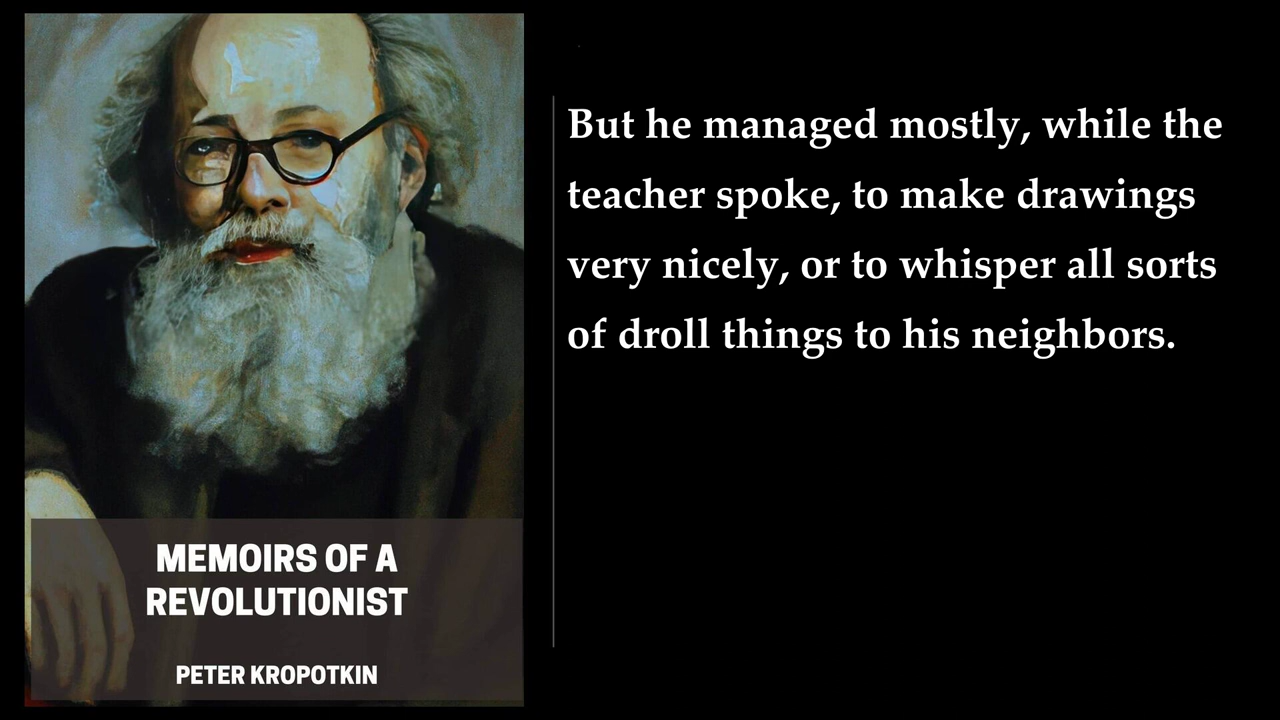 But he managed mostly, while the
teacher spoke, to make drawings
very nicely, or to whisper all sorts
of droll things to his neighbors.
MEMOIRS OF A
REVOLUTIONIST
PETER KROPOTKIN